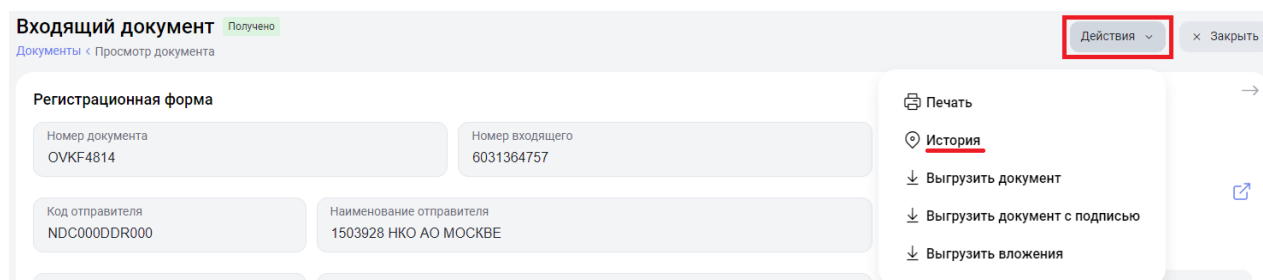 Входящий документ Получено
Документы < Просмотр документа
Действия
× Закрыть
Регистрационная форма
Номер документа
OVKF4814
Номер входящего
6031364757
Код отправителя
NDC000DDR000
Наименование отправителя
1503928 НКО АО МОСКВЕ
Печать
История
Выгрузить документ
Выгрузить документ с подписью
Выгрузить вложения